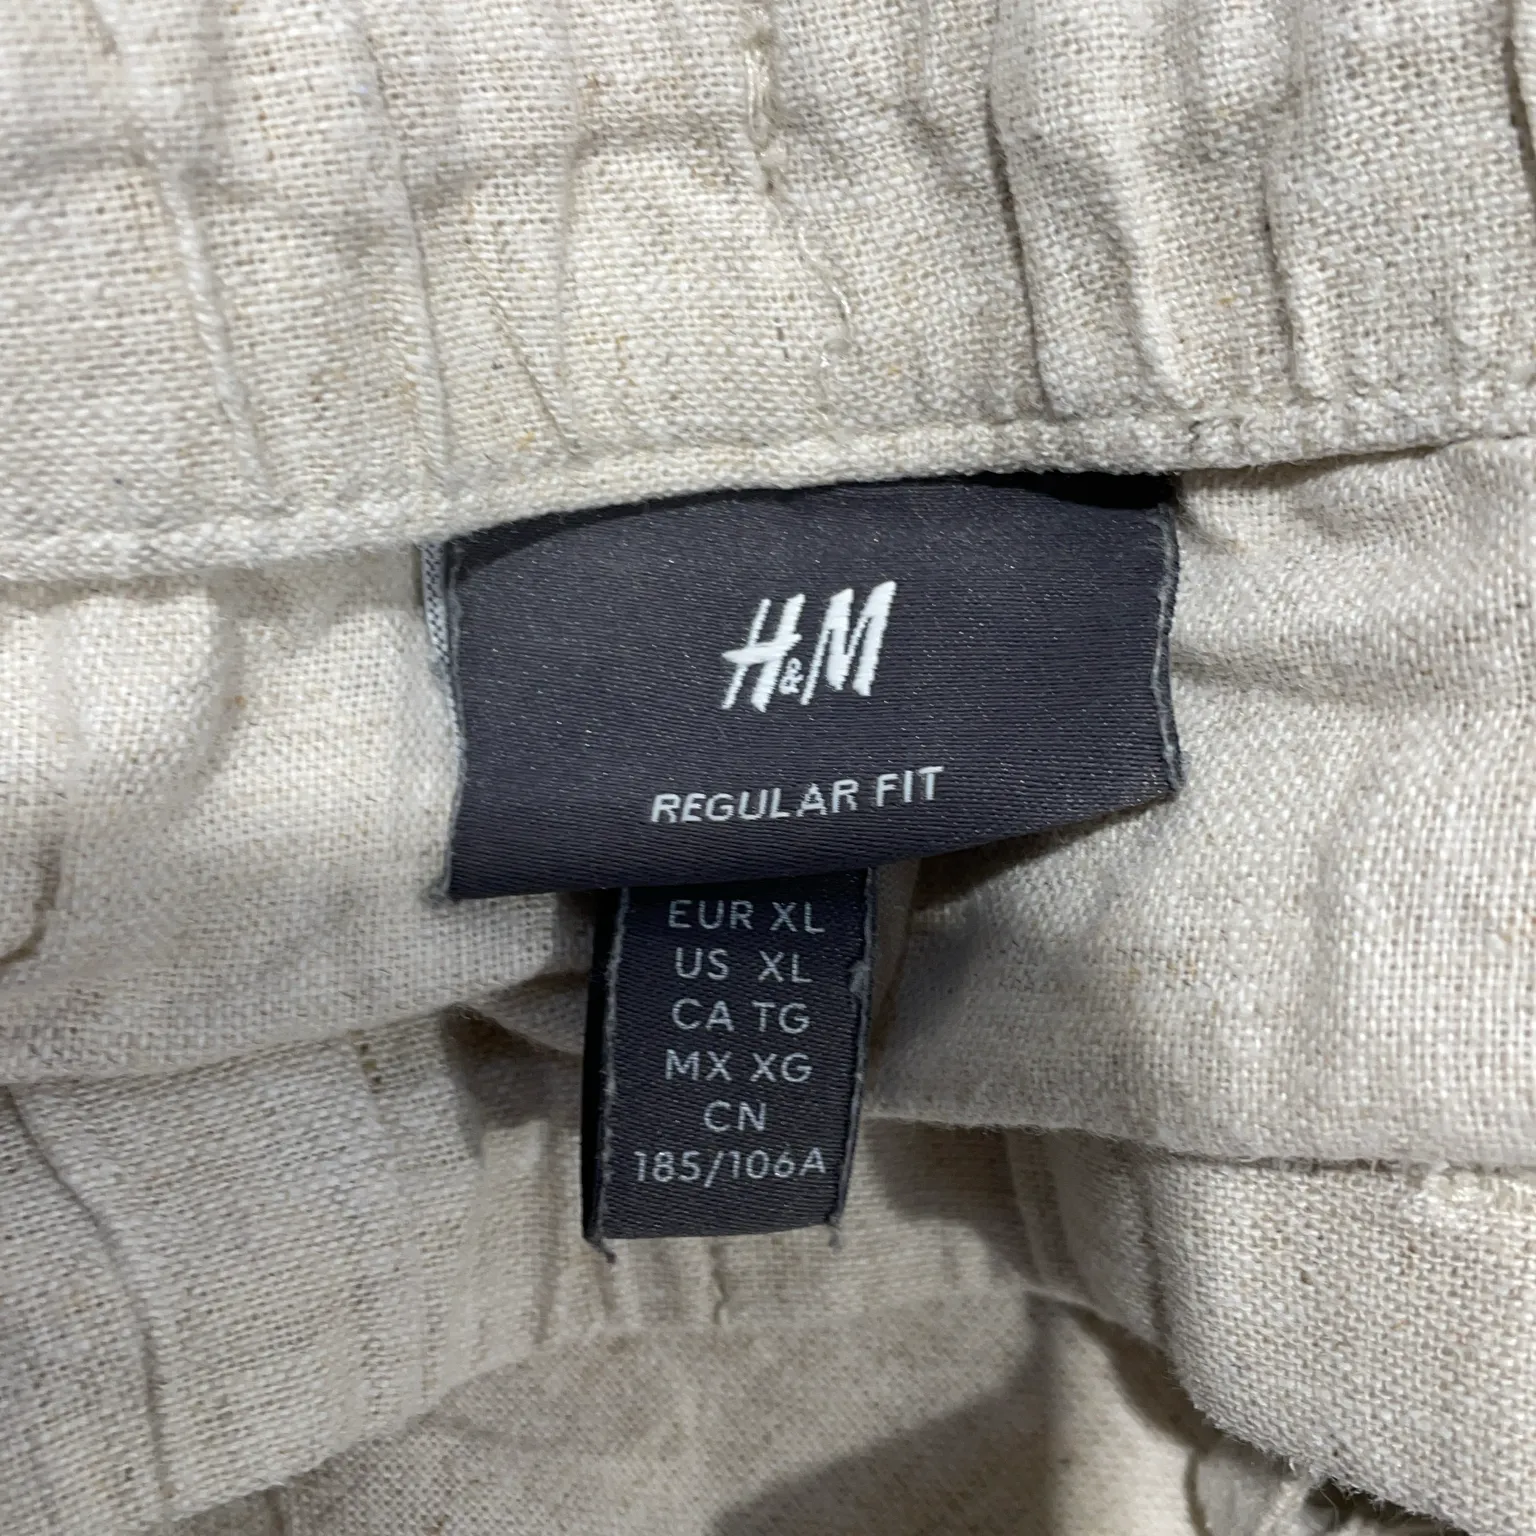 H&M
REGULAR FIT
EUR XL
US XL
CA TG
MX XG
CN
185/106A